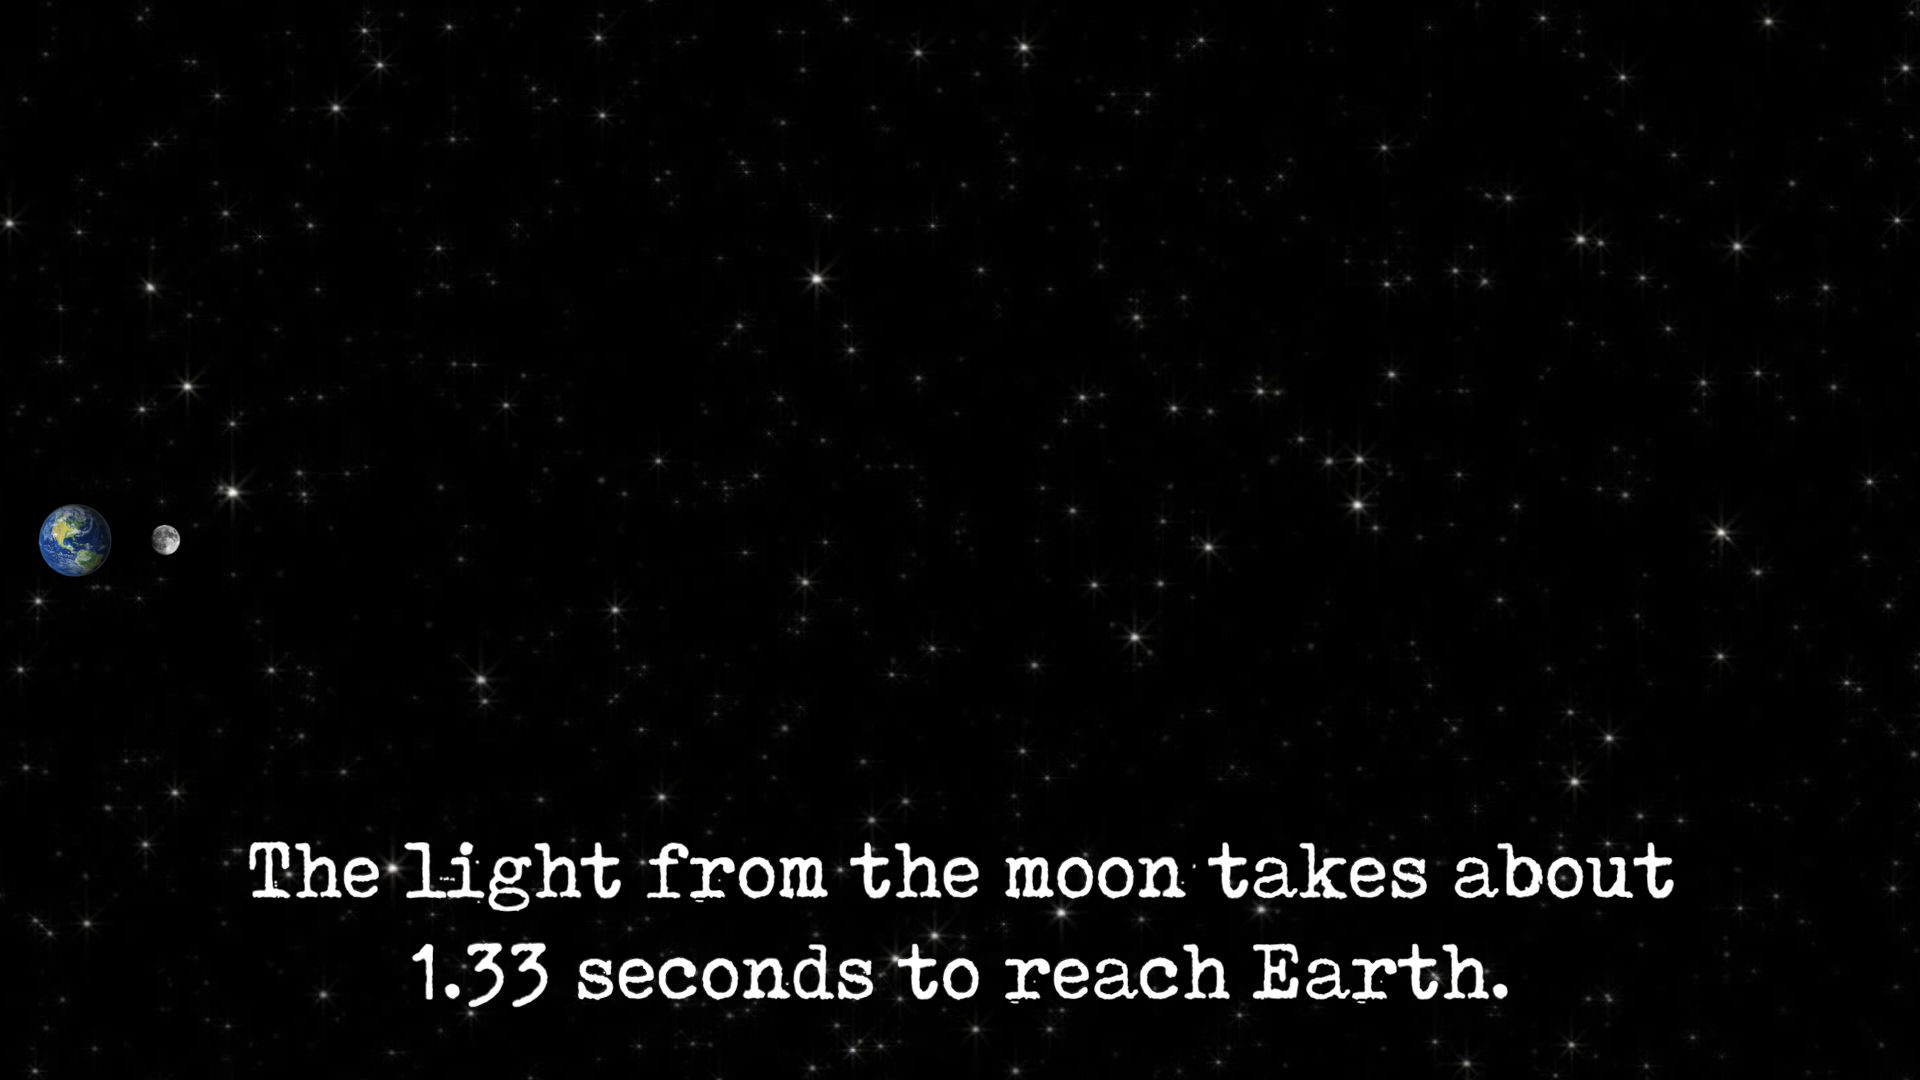 The light from the moon takes about
1.33 seconds to reach Earth.